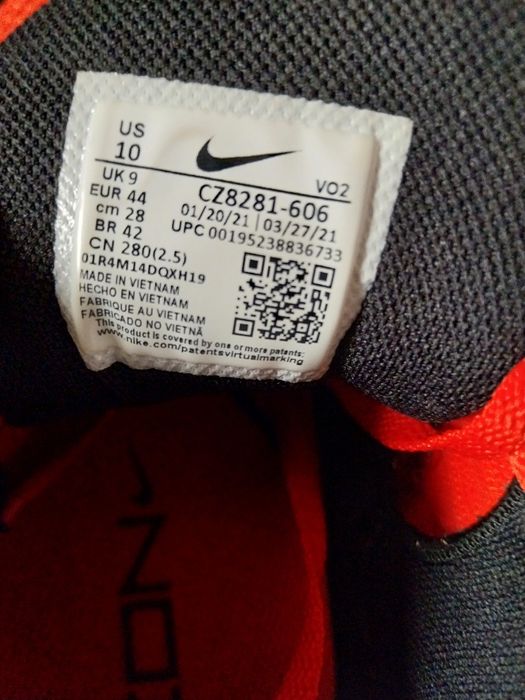 US
10
UK 9
EUR 44
cm 28
BR 42
CN 280(2.5)
01R4M14DQXH19
VO2
CZ8281-606
01/20/21 | 03/27/21
UPC 00195238836733
MADE IN VIETNAM
HECHO EN VIETNAM
FABRIQUE AU VIETNAM
FABRICADO NO VIETNÃ
This product is covered by one or more patents:
www.nike.com/patentsvirtualmarking